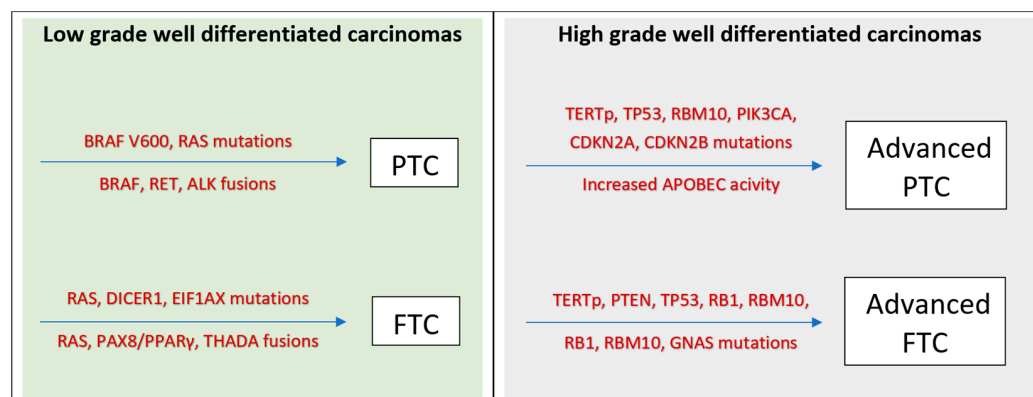 Low grade well differentiated carcinomas
BRAF V600, RAS mutations
BRAF, RET, ALK fusions
PTC
RAS, DICER1, EIF1AX mutations
RAS, PAX8/PPARγ, THADA fusions
FTC
High grade well differentiated carcinomas
TERTp, TP53, RBM10, PIK3CA,
CDKN2A, CDKN2B mutations
Increased APOBEC acivity
Advanced
PTC
TERTp, PTEN, TP53, RB1, RBM10,
RB1, RBM10, GNAS mutations
Advanced
FTC